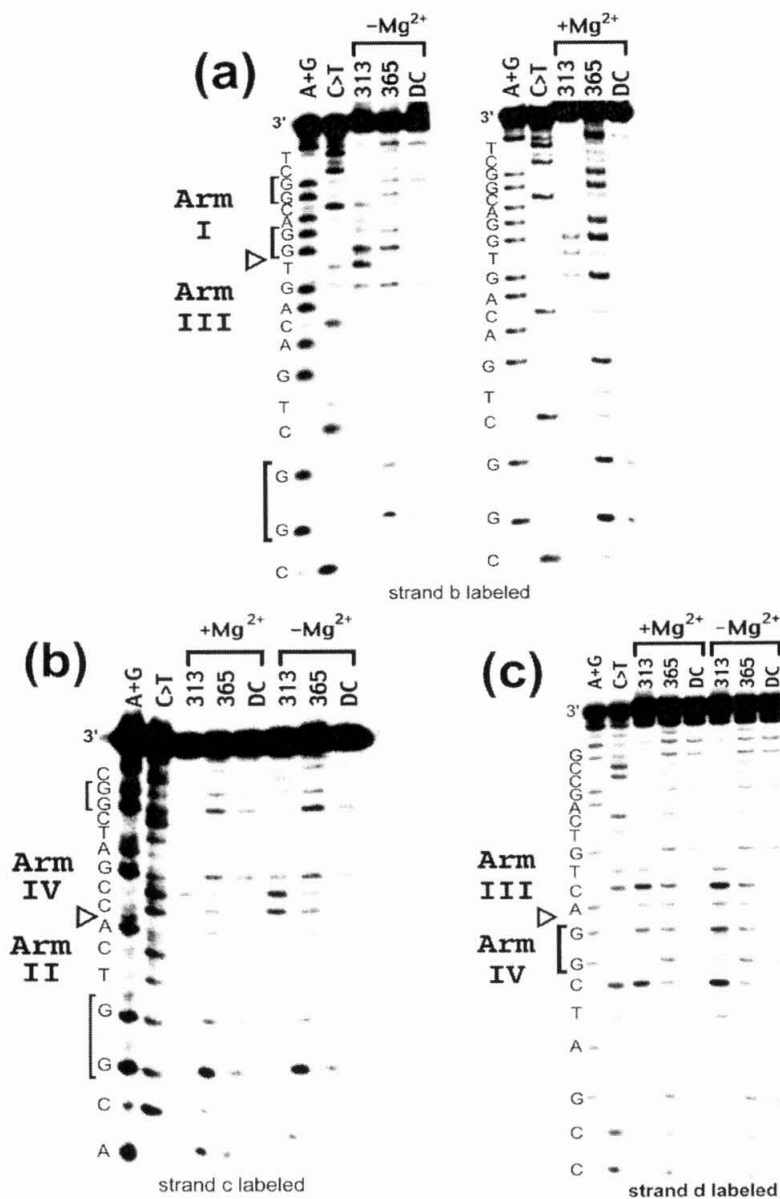 (a)
−Mg²⁺
A+G C>T 313 365 DC
3'
T
C
G
G
C
A
G
G
T
G
A
C
A
G
T
C
G
G
C
Arm
I
Arm
III
+Mg²⁺
A+G C>T 313 365 DC
3'
T
C
G
G
C
A
G
G
T
G
A
C
A
G
T
C
G
G
C
strand b labeled
(b)
+Mg²⁺ −Mg²⁺
A+G C>T 313 365 DC 313 365 DC
3'
C
G
G
C
T
A
G
C
C
A
C
T
G
G
C
A
Arm
IV
Arm
II
strand c labeled
(c)
+Mg²⁺ −Mg²⁺
A+G C>T 313 365 DC 313 365 DC
3'
G
C
C
G
A
C
T
G
T
C
A
G
G
C
T
A
G
C
C
Arm
III
Arm
IV
strand d labeled